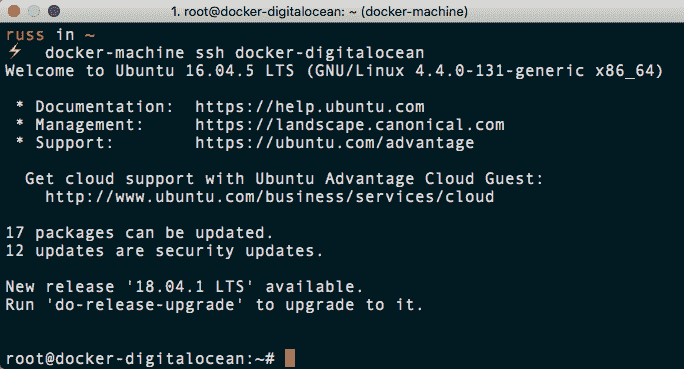 1. root@docker-digitalocean: ~ (docker-machine)
russ in ~
⚡ docker-machine ssh docker-digitalocean
Welcome to Ubuntu 16.04.5 LTS (GNU/Linux 4.4.0-131-generic x86_64)
* Documentation: https://help.ubuntu.com
* Management: https://landscape.canonical.com
* Support: https://ubuntu.com/advantage
Get cloud support with Ubuntu Advantage Cloud Guest:
http://www.ubuntu.com/business/services/cloud
17 packages can be updated.
12 updates are security updates.
New release '18.04.1 LTS' available.
Run 'do-release-upgrade' to upgrade to it.
root@docker-digitalocean:~#